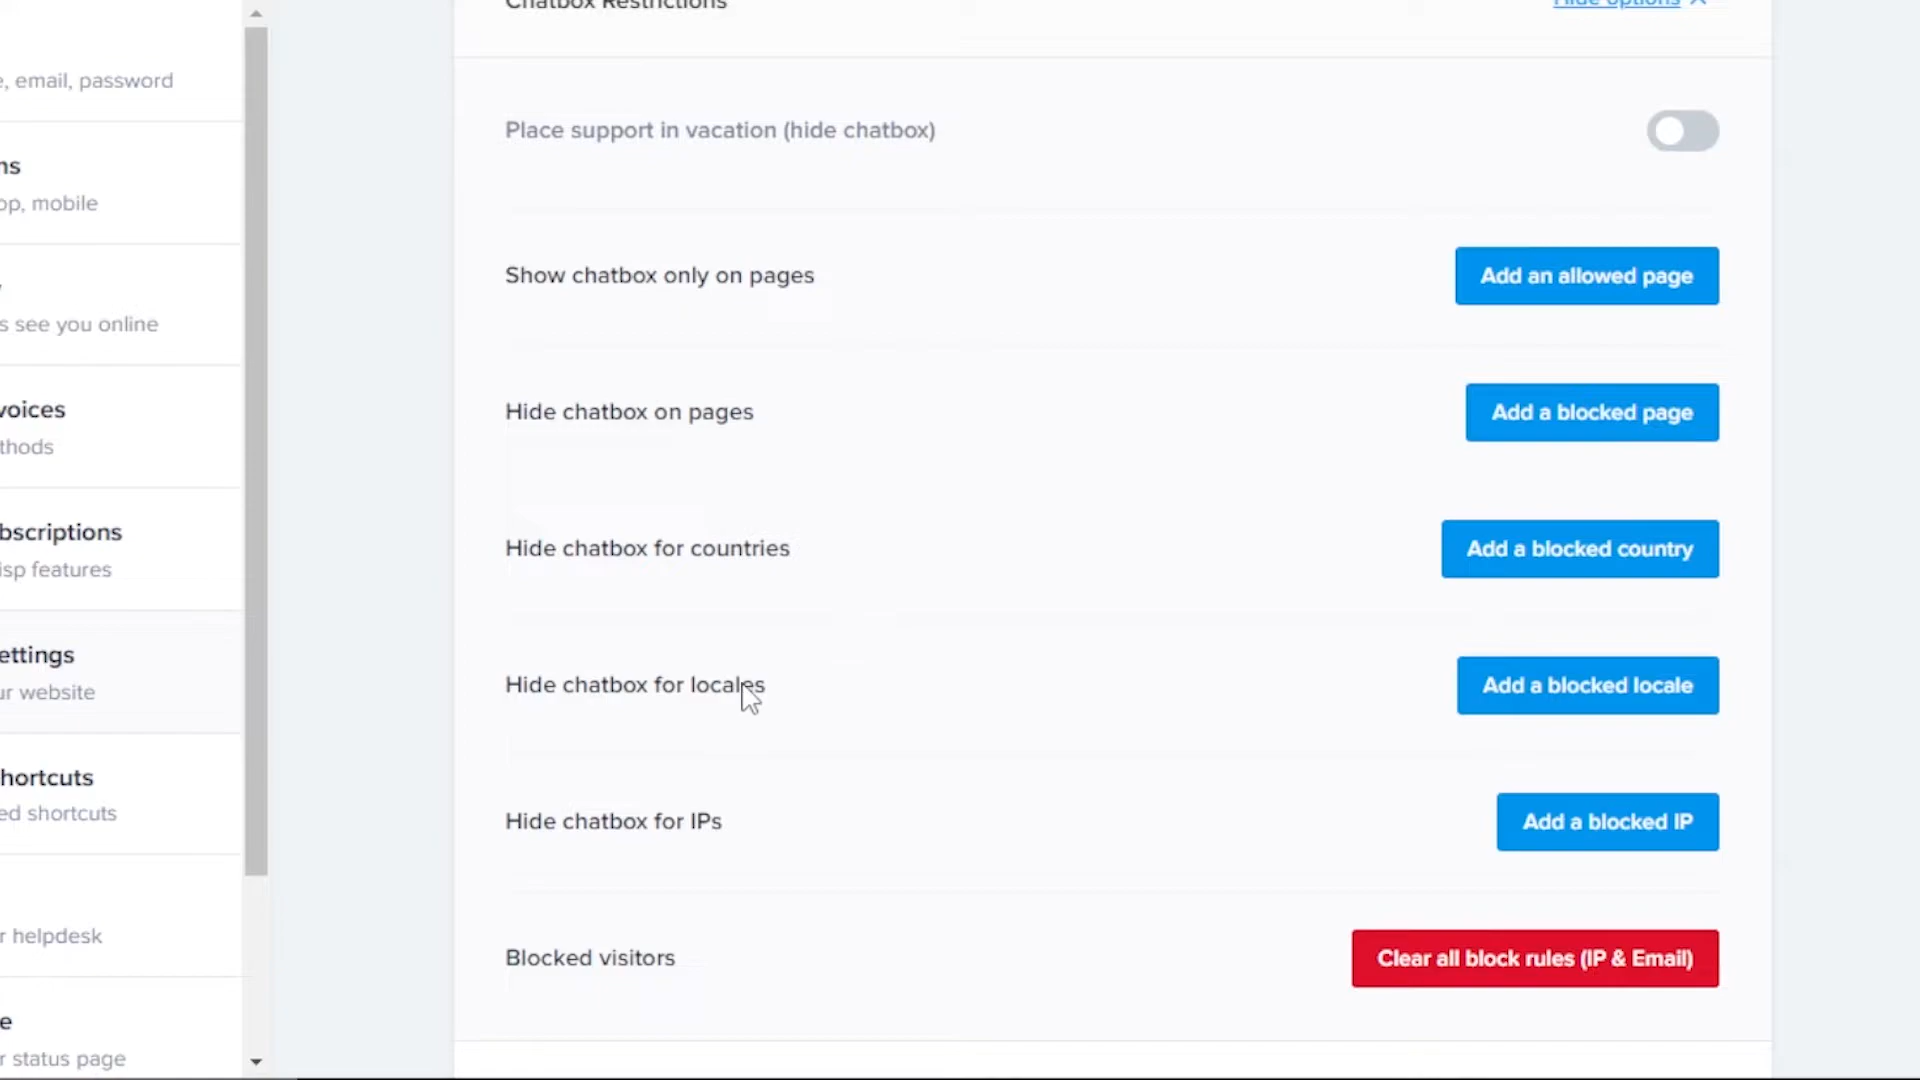 e, email, password
ns
op, mobile
s see you online
voices
thods
bscriptions
isp features
ettings
ur website
hortcuts
ed shortcuts
r helpdesk
e
r status page
Chatbox Restrictions
Hide options
Place support in vacation (hide chatbox)
Show chatbox only on pages
Add an allowed page
Hide chatbox on pages
Add a blocked page
Hide chatbox for countries
Add a blocked country
Hide chatbox for locales
Add a blocked locale
Hide chatbox for IPs
Add a blocked IP
Blocked visitors
Clear all block rules (IP & Email)